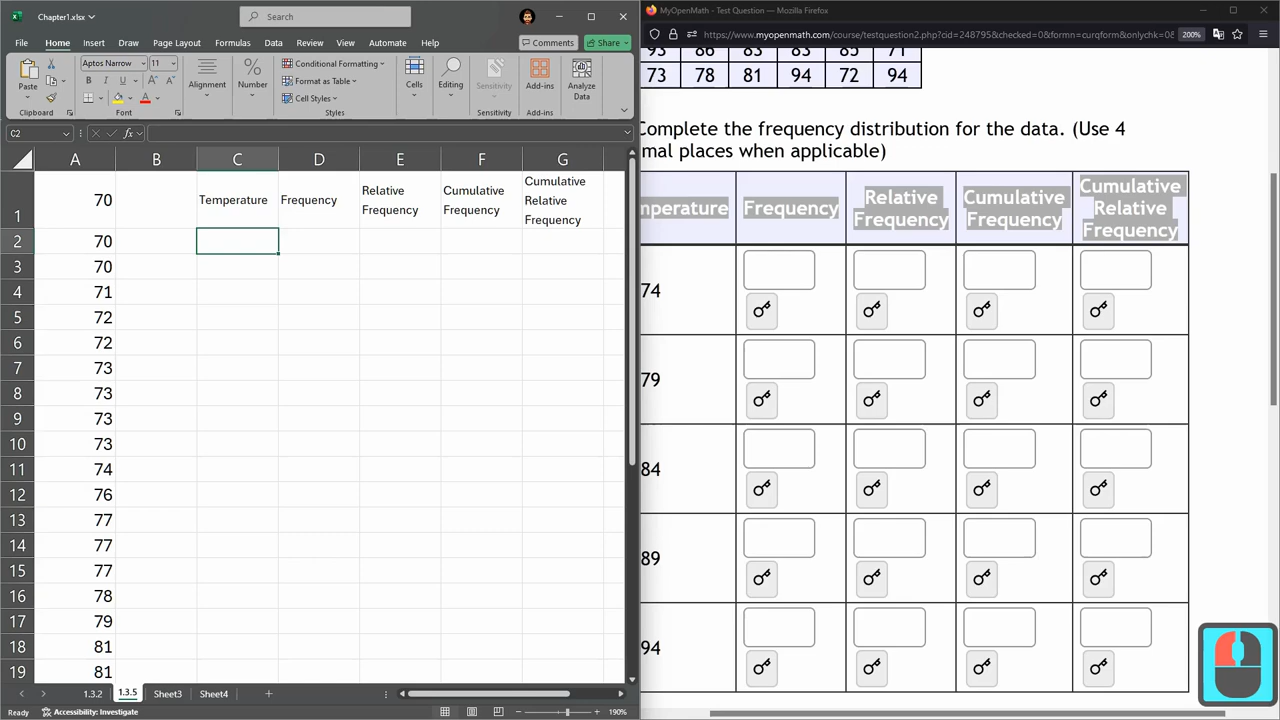 Chapter1.xlsx
Search
File Home Insert Draw Page Layout Formulas Data Review View Automate Help
Comments Share
Paste
Clipboard
Aptos Narrow 11
B I U A A
Font
Alignment
Number
Conditional Formatting
Format as Table
Cell Styles
Styles
Cells
Editing
Sensitivity
Sensitivity
Add-ins
Add-ins
Analyze
Data
C2 fx
A B C D E F G
1 70 Temperature Frequency Relative Frequency Cumulative Frequency Cumulative Relative Frequency
2 70
3 70
4 71
5 72
6 72
7 73
8 73
9 73
10 73
11 74
12 76
13 77
14 77
15 77
16 78
17 79
18 81
19 81
1.3.2 1.3.5 Sheet3 Sheet4
Ready Accessibility: Investigate 190%
MyOpenMath - Test Question — Mozilla Firefox
https://www.myopenmath.com/course/testquestion2.php?cid=248795&checked=0&formn=curqform&onlychk=0& 200%
93 86 83 83 85 71
73 78 81 94 72 94
Complete the frequency distribution for the data. (Use 4
mal places when applicable)
mperature Frequency Relative Frequency Cumulative Frequency Cumulative Relative Frequency
74
79
84
89
94